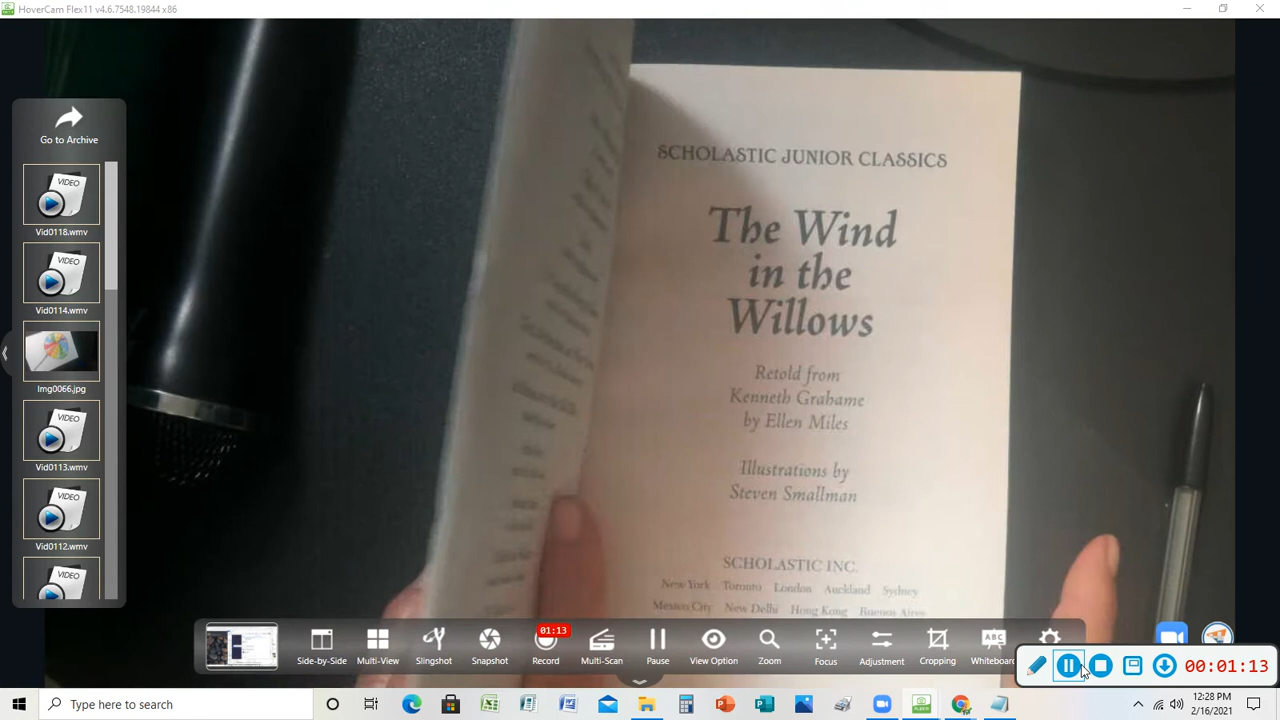 HoverCam Flex11 v4.6.7548.19844 x86
Go to Archive
VIDEO
Vid0118.wmv
VIDEO
Vid0114.wmv
Img0066.jpg
VIDEO
Vid0113.wmv
VIDEO
Vid0112.wmv
VIDEO
SCHOLASTIC JUNIOR CLASSICS
The Wind
in the
Willows
Retold from
Kenneth Grahame
by Ellen Miles
Illustrations by
Steven Smallman
SCHOLASTIC INC.
New York Toronto London Auckland Sydney
Mexico City New Delhi Hong Kong Buenos Aires
01:13
ABC
Side-by-Side Multi-View Slingshot Snapshot Record Multi-Scan Pause View Option Zoom Focus Adjustment Cropping Whiteboard
00:01:13
Type here to search
12:28 PM
2/16/2021